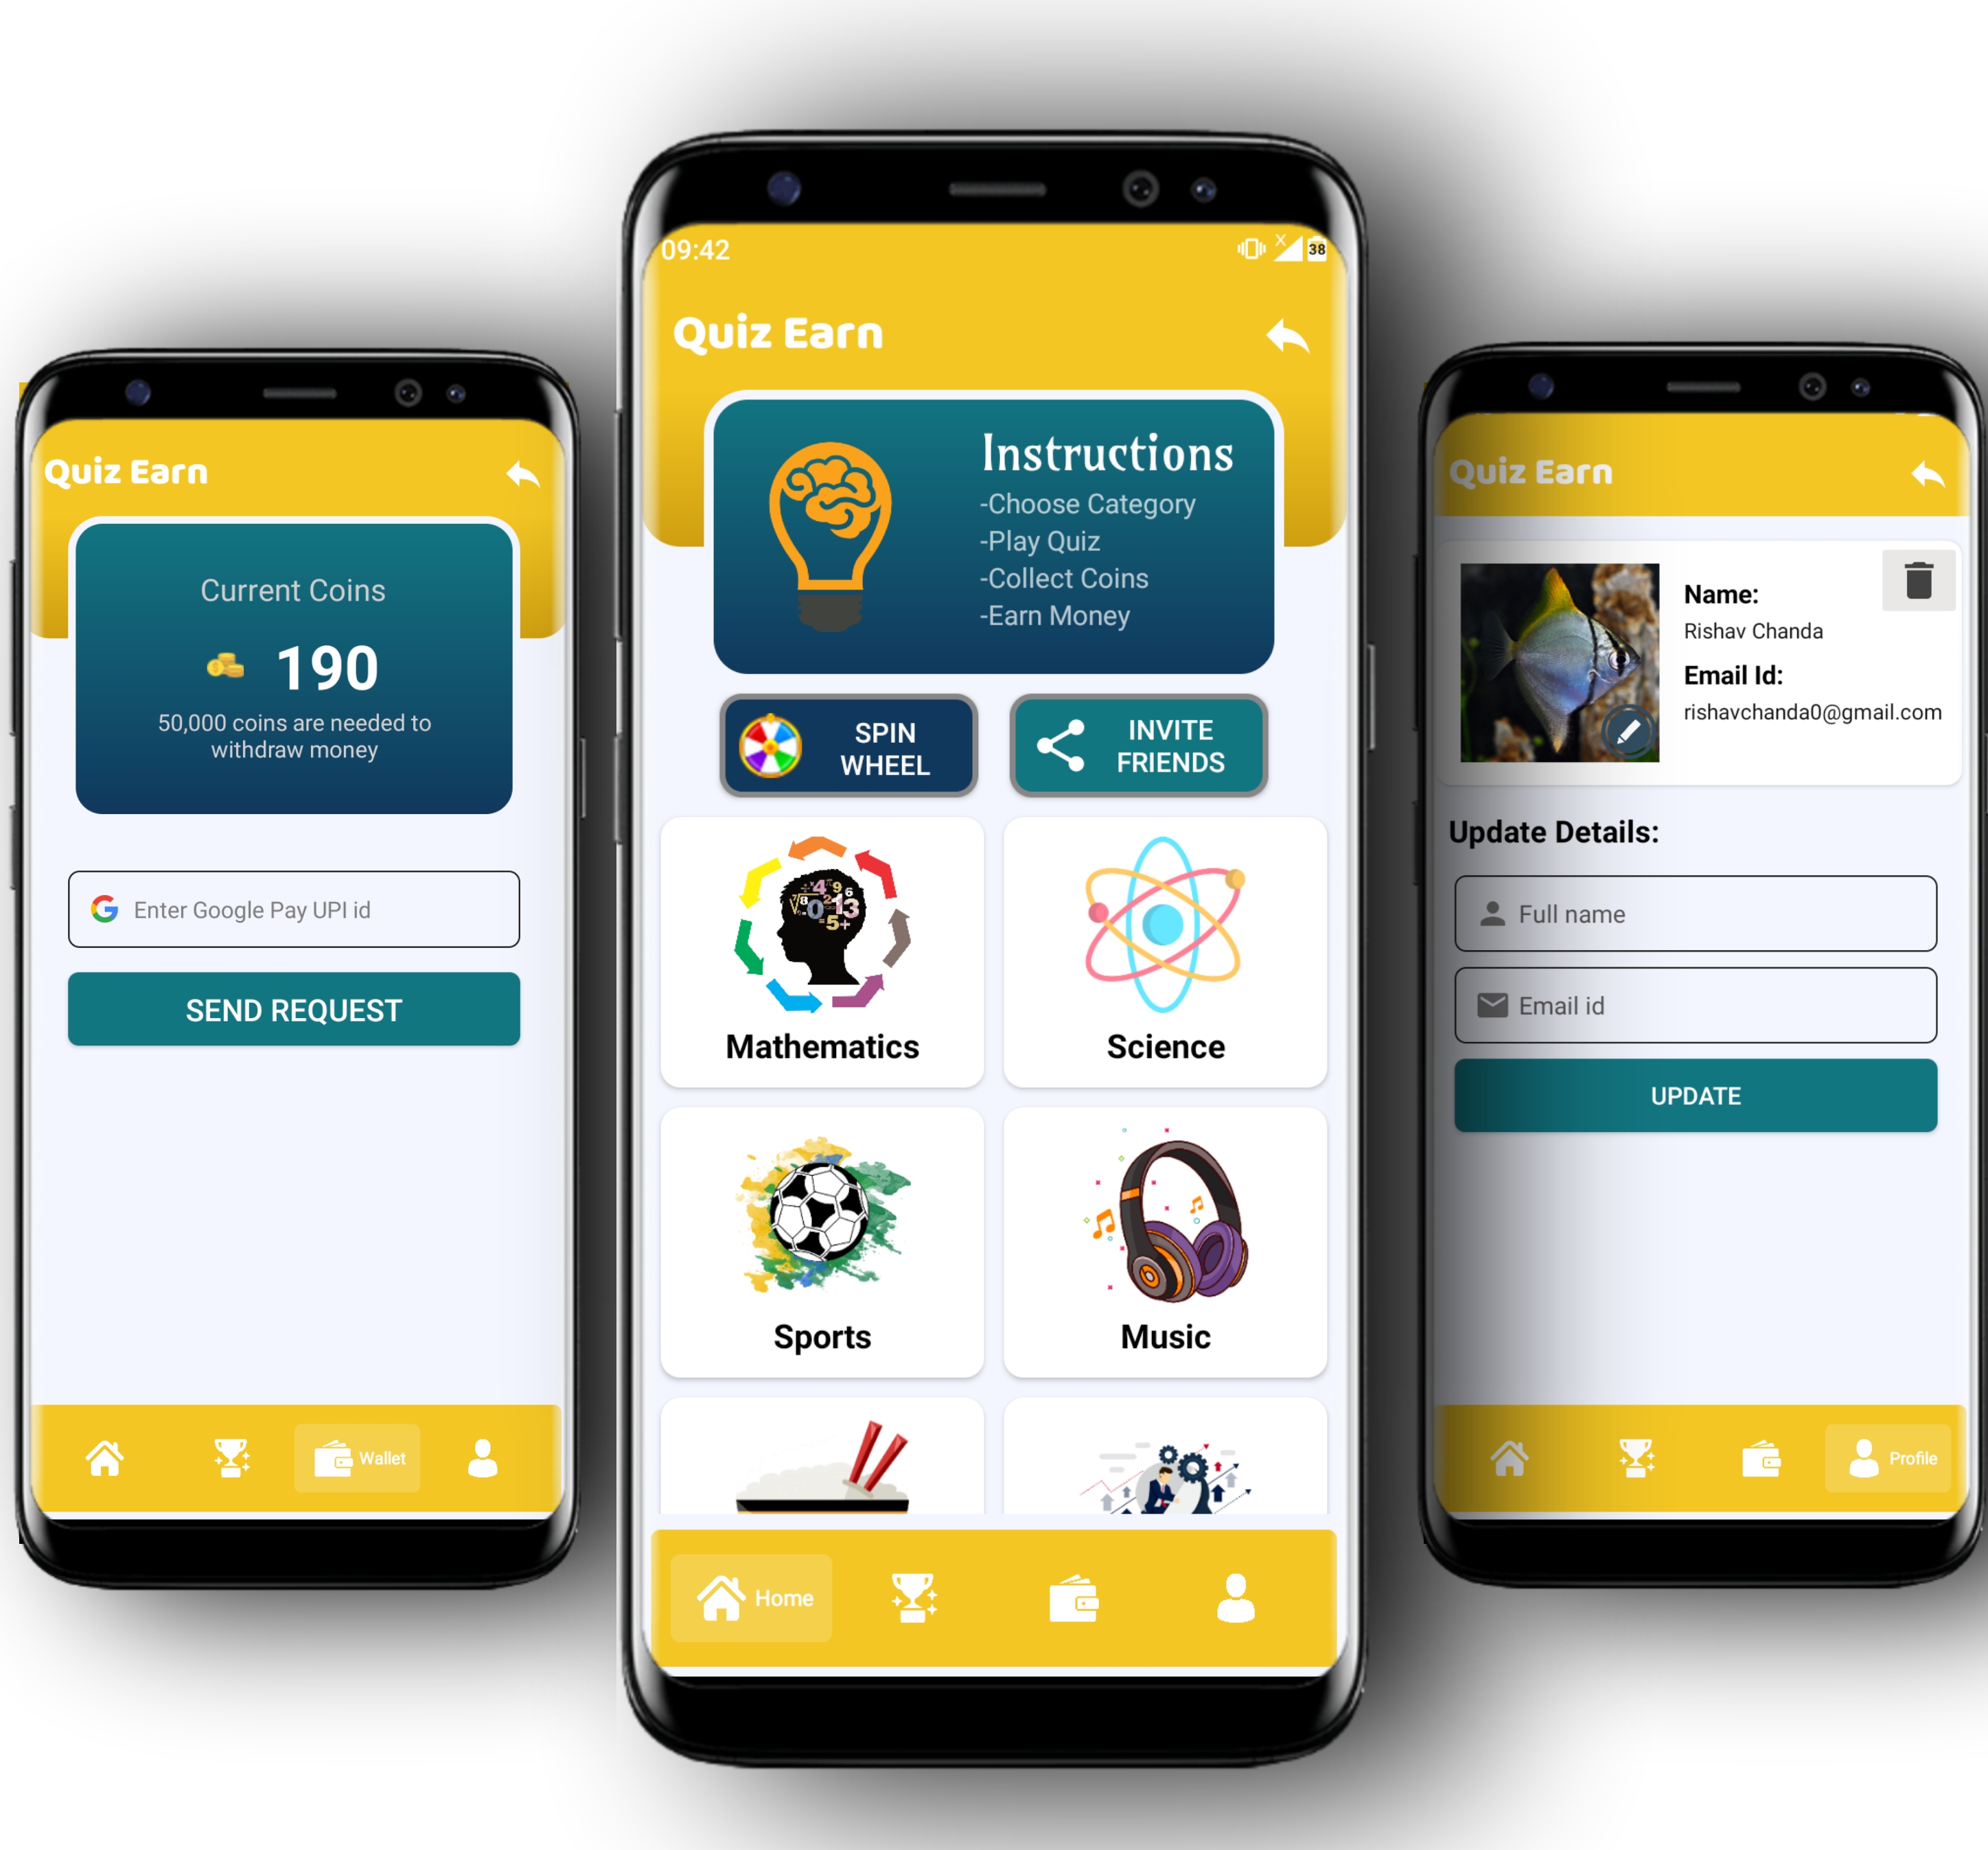 Quiz Earn
Current Coins
190
50,000 coins are needed to
withdraw money
Enter Google Pay UPI id
SEND REQUEST
Wallet
09:42
38
Quiz Earn
Instructions
-Choose Category
-Play Quiz
-Collect Coins
-Earn Money
SPIN
WHEEL
INVITE
FRIENDS
Mathematics
Science
Sports
Music
Home
Quiz Earn
Name:
Rishav Chanda
Email Id:
rishavchanda0@gmail.com
Update Details:
Full name
Email id
UPDATE
Profile